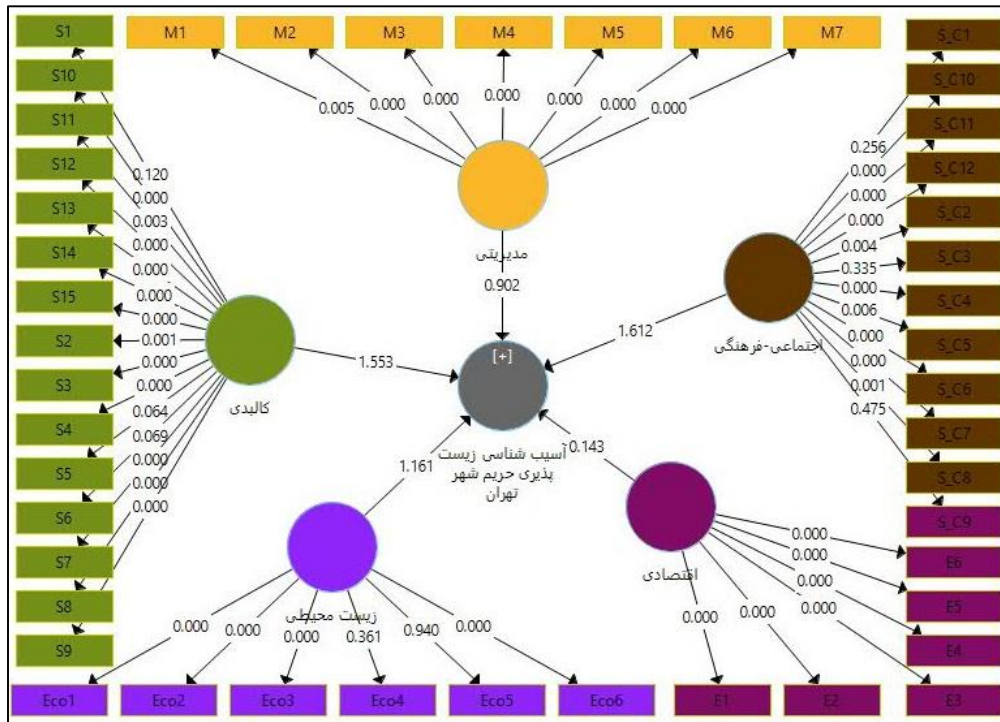 S1
M1
M2
M3
M4
M5
M6
M7
S_C1
S10
S_C10
S11
S_C11
S12
S_C12
S13
S_C2
S14
S_C3
S15
S_C4
S2
S_C5
S3
S_C6
S4
S_C7
S5
S_C8
S6
S_C9
S7
E6
S8
E5
S9
E4
Eco1
Eco2
Eco3
Eco4
Eco5
Eco6
E1
E2
E3
0.005
0.000
0.000
0.000
0.000
0.000
0.000
مدیریتی
0.902
0.120
0.000
0.003
0.000
0.000
0.000
0.000
0.001
0.000
0.000
0.064
0.069
0.000
0.000
0.000
کالبدی
1.553
0.256
0.000
0.000
0.000
0.004
0.335
0.000
0.006
0.000
0.000
0.001
0.475
اجتماعی-فرهنگی
1.612
[+]
آسیب شناسی زیست
پذیری حریم شهر
تهران
1.161
0.143
زیست محیطی
0.000
0.000
0.000
0.361
0.940
0.000
اقتصادی
0.000
0.000
0.000
0.000
0.000
0.000